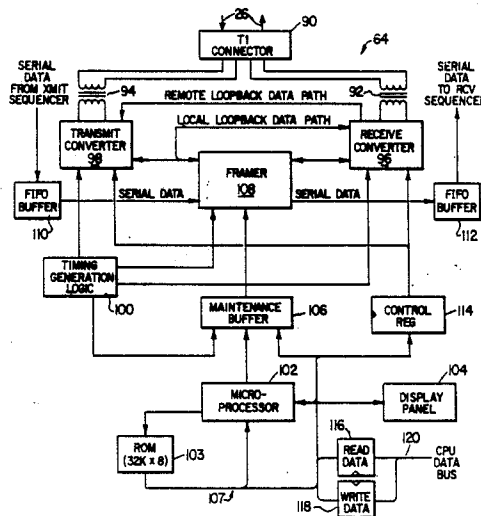 26
90
T1
CONNECTOR
64
SERIAL
DATA
FROM XMIT
SEQUENCER
94
92
SERIAL
DATA
TO RCV
SEQUENCER
REMOTE LOOPBACK DATA PATH
LOCAL LOOPBACK DATA PATH
TRANSMIT
CONVERTER
98
RECEIVE
CONVERTER
96
FRAMER
108
FIFO
BUFFER
110
SERIAL DATA
SERIAL DATA
FIFO
BUFFER
112
TIMING
GENERATION
LOGIC
100
MAINTENANCE
BUFFER
106
CONTROL
REG
114
102
MICRO-
PROCESSOR
104
DISPLAY
PANEL
ROM
(32K x 8)
103
107
116
READ
DATA
120
CPU
DATA
BUS
118
WRITE
DATA